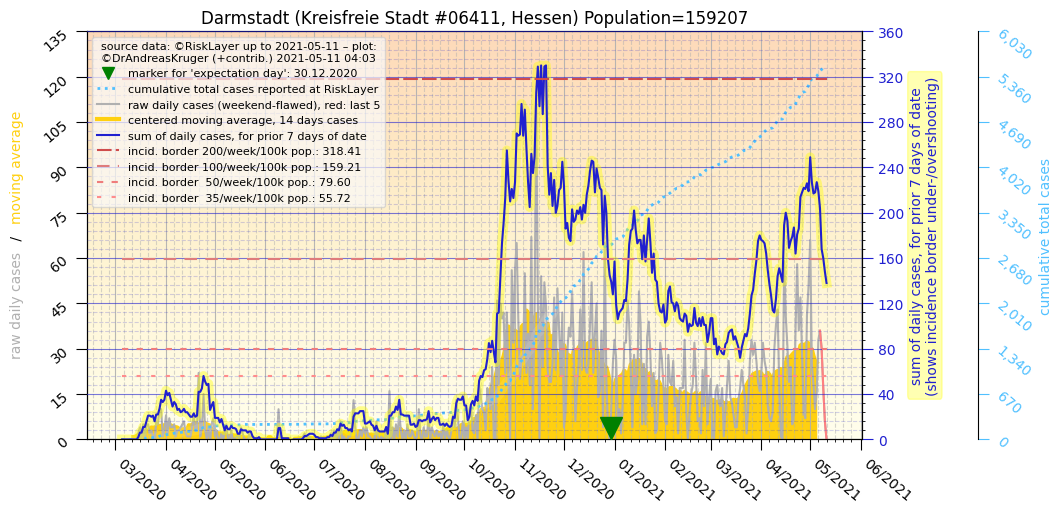 Darmstadt (Kreisfreie Stadt #06411, Hessen) Population=159207
source data: ©RiskLayer up to 2021-05-11 – plot:
©DrAndreasKruger (+contrib.) 2021-05-11 04:03
marker for 'expectation day': 30.12.2020
cumulative total cases reported at RiskLayer
raw daily cases (weekend-flawed), red: last 5
centered moving average, 14 days cases
sum of daily cases, for prior 7 days of date
incid. border 200/week/100k pop.: 318.41
incid. border 100/week/100k pop.: 159.21
incid. border  50/week/100k pop.: 79.60
incid. border  35/week/100k pop.: 55.72
raw daily cases  /  moving average
135
120
105
90
75
60
45
30
15
0
03/2020
04/2020
05/2020
06/2020
07/2020
08/2020
09/2020
10/2020
11/2020
12/2020
01/2021
02/2021
03/2021
04/2021
05/2021
06/2021
360
320
280
240
200
160
120
80
40
0
sum of daily cases, for prior 7 days of date
(shows incidence border under-/overshooting)
6,030
5,360
4,690
4,020
3,350
2,680
2,010
1,340
670
0
cumulative total cases